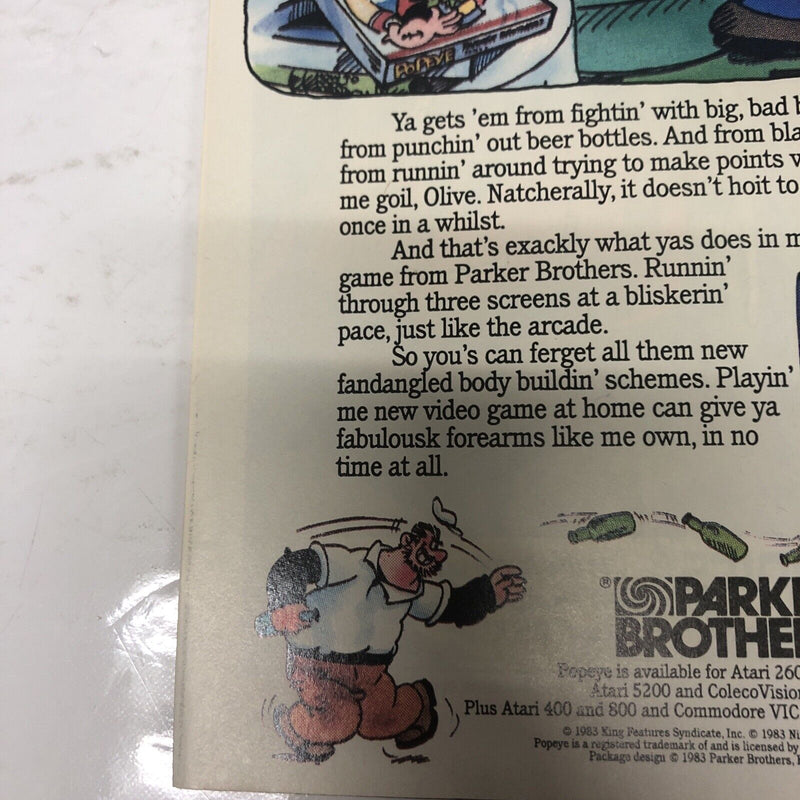 POPEYE
Ya gets 'em from fightin' with big, bad
from punchin' out beer bottles. And from
from runnin' around trying to make points
me goil, Olive. Natcherally, it doesn't hoit to
once in a whilst.
And that's exackly what yas does in
game from Parker Brothers. Runnin'
through three screens at a bliskerin'
pace, just like the arcade.
So you's can ferget all them new
fandangled body buildin' schemes. Playin'
me new video game at home can give ya
fabulousk forearms like me own, in no
time at all.
® PARK
BROTHE
Popeye is available for Atari 260
Atari 5200 and ColecoVision
Plus Atari 400 and 800 and Commodore VIC
© 1983 King Features Syndicate, Inc. © 1983 Ni
Popeye is a registered trademark of and is licensed by
Package design © 1983 Parker Brothers,